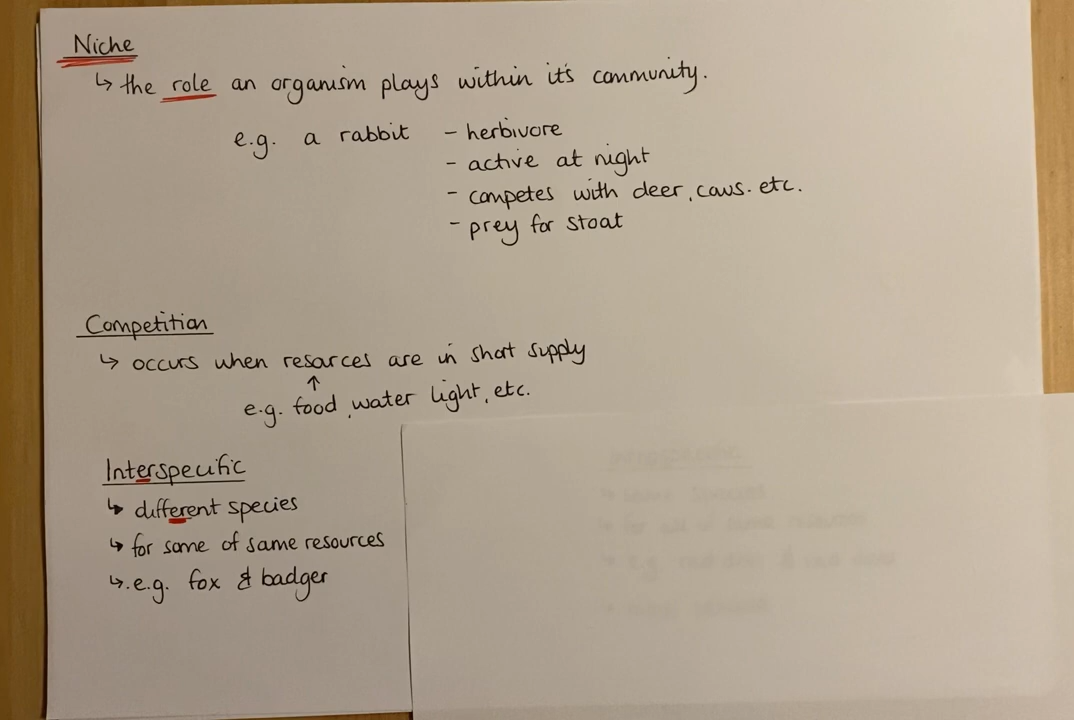 Niche
↳ the role an organism plays within it's community.
e.g. a rabbit - herbivore
- active at night
- competes with deer, cows. etc.
- prey for stoat
Competition
↳ occurs when resources are in short supply
↑
e.g. food, water light, etc.
Interspecific
↳ different species
↳ for some of same resources
↳ e.g. fox & badger